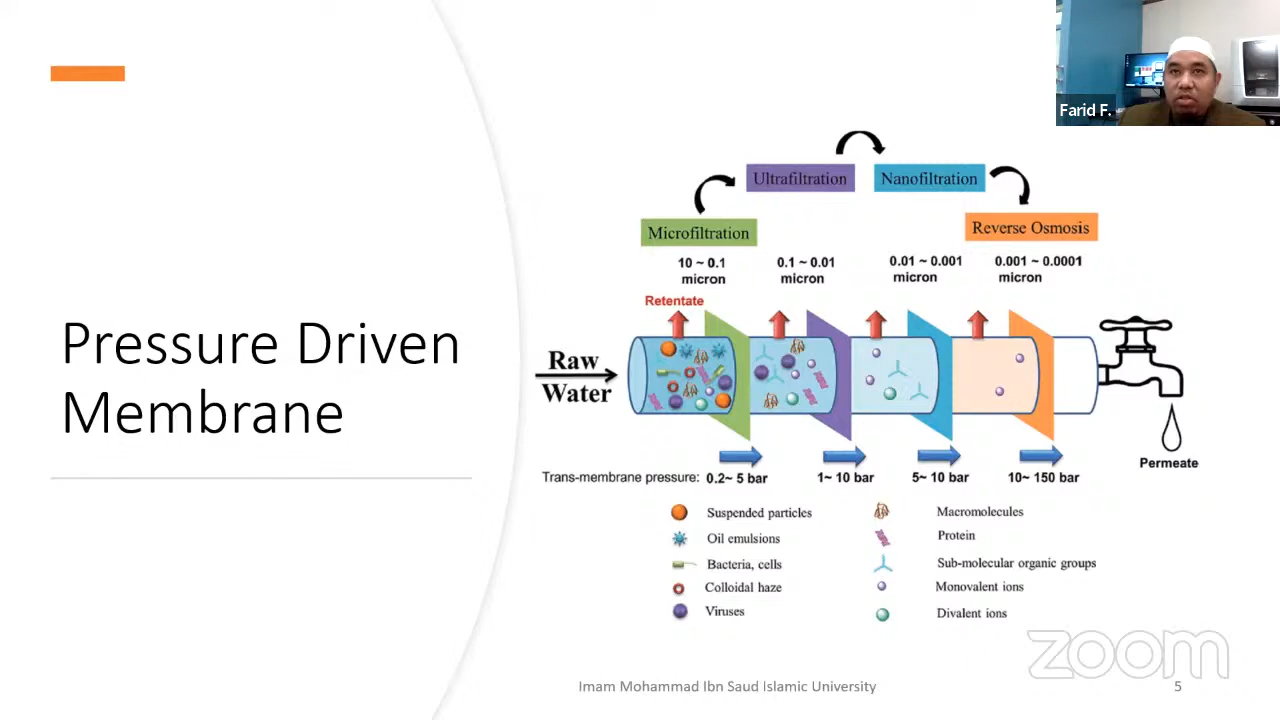 Farid F.
Pressure Driven
Membrane
Ultrafiltration
Nanofiltration
Microfiltration
Reverse Osmosis
10 ~ 0.1
micron
0.1 ~ 0.01
micron
0.01 ~ 0.001
micron
0.001 ~ 0.0001
micron
Retentate
Raw
Water
Permeate
Trans-membrane pressure: 0.2~ 5 bar 1~ 10 bar 5~ 10 bar 10~ 150 bar
Suspended particles
Oil emulsions
Bacteria, cells
Colloidal haze
Viruses
Macromolecules
Protein
Sub-molecular organic groups
Monovalent ions
Divalent ions
zoom
Imam Mohammad Ibn Saud Islamic University
5